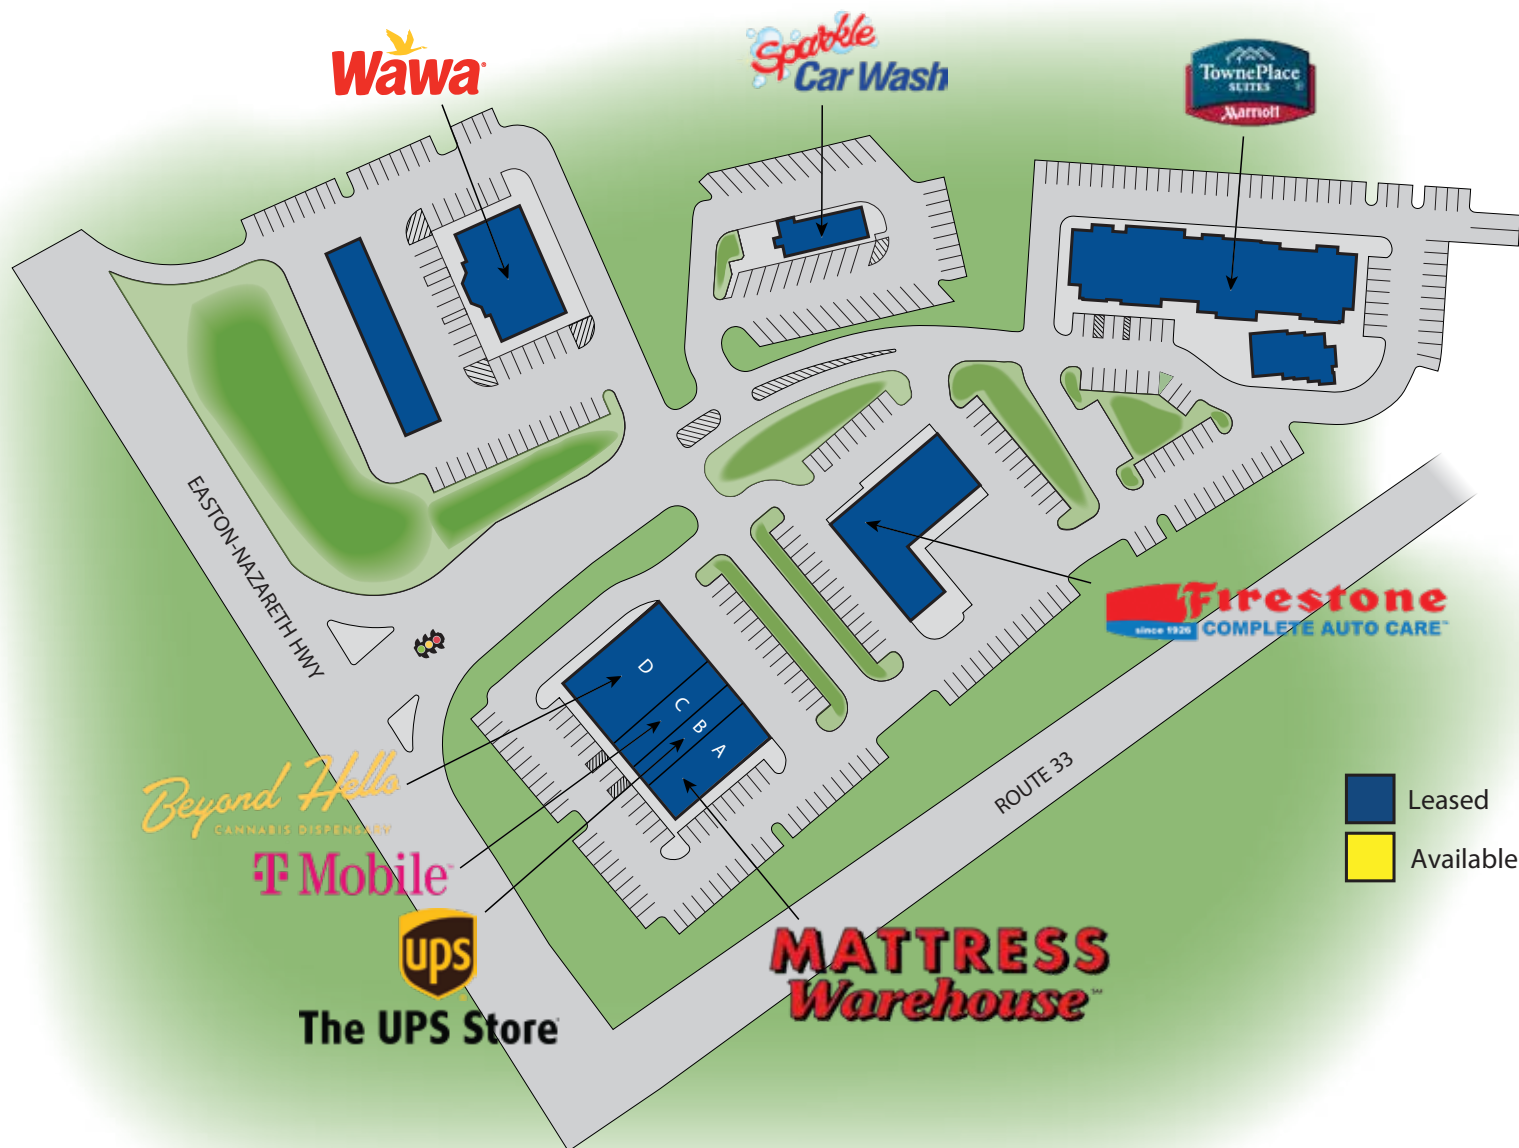 Wawa
Sparkle
Car Wash
TownePlace
SUITES
Marriott
EASTON-NAZARETH HWY
Firestone
since 1926 COMPLETE AUTO CARE
D
C
B
A
Beyond Hello
CANNABIS DISPENSARY
T Mobile
ups
The UPS Store
MATTRESS
Warehouse
ROUTE 33
Leased
Available